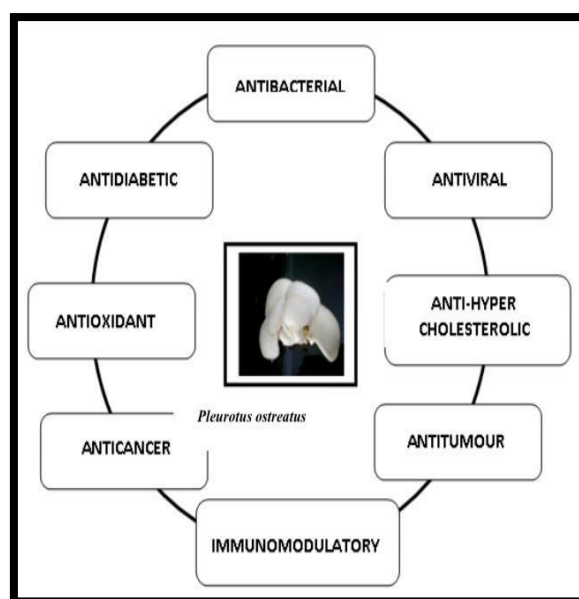 ANTIBACTERIAL
ANTIDIABETIC
ANTIVIRAL
ANTIOXIDANT
ANTI-HYPER
CHOLESTEROLIC
Pleurotus ostreatus
ANTICANCER
ANTITUMOUR
IMMUNOMODULATORY